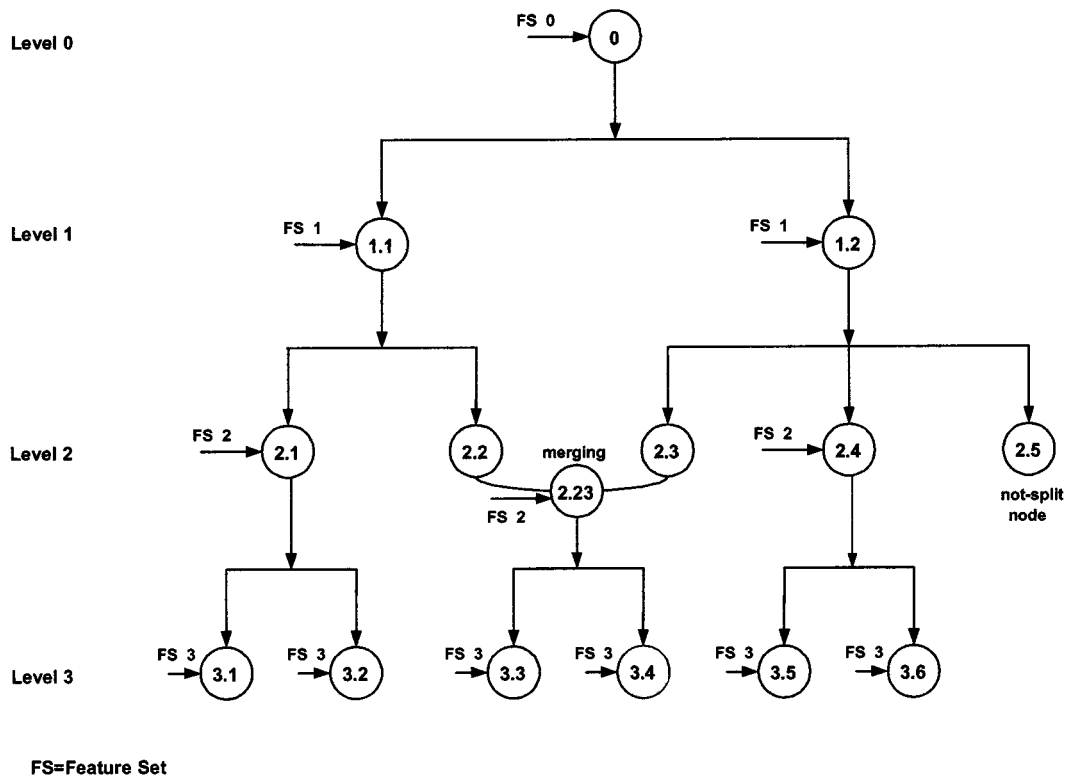 FS 0
Level 0
0
FS 1
FS 1
Level 1
1.1
1.2
FS 2
FS 2
Level 2
2.1
2.2
merging
2.3
2.4
2.5
2.23
FS 2
not-split
node
FS 3
FS 3
FS 3
FS 3
FS 3
FS 3
Level 3
3.1
3.2
3.3
3.4
3.5
3.6
FS=Feature Set